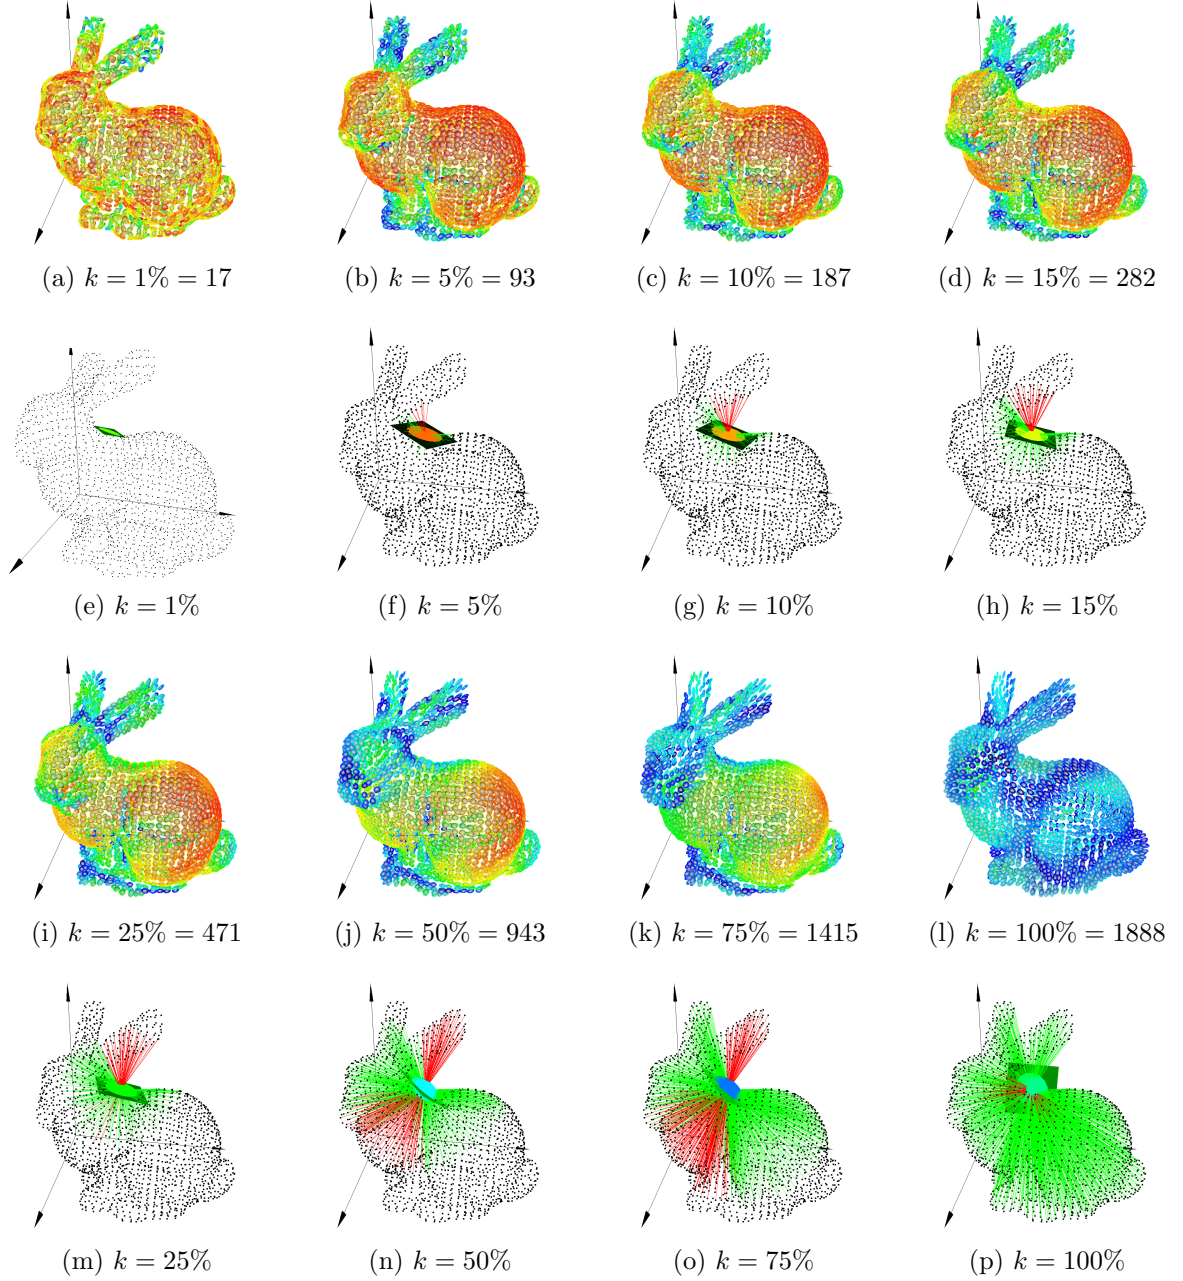 (a) k = 1% = 17
(b) k = 5% = 93
(c) k = 10% = 187
(d) k = 15% = 282
(e) k = 1%
(f) k = 5%
(g) k = 10%
(h) k = 15%
(i) k = 25% = 471
(j) k = 50% = 943
(k) k = 75% = 1415
(l) k = 100% = 1888
(m) k = 25%
(n) k = 50%
(o) k = 75%
(p) k = 100%